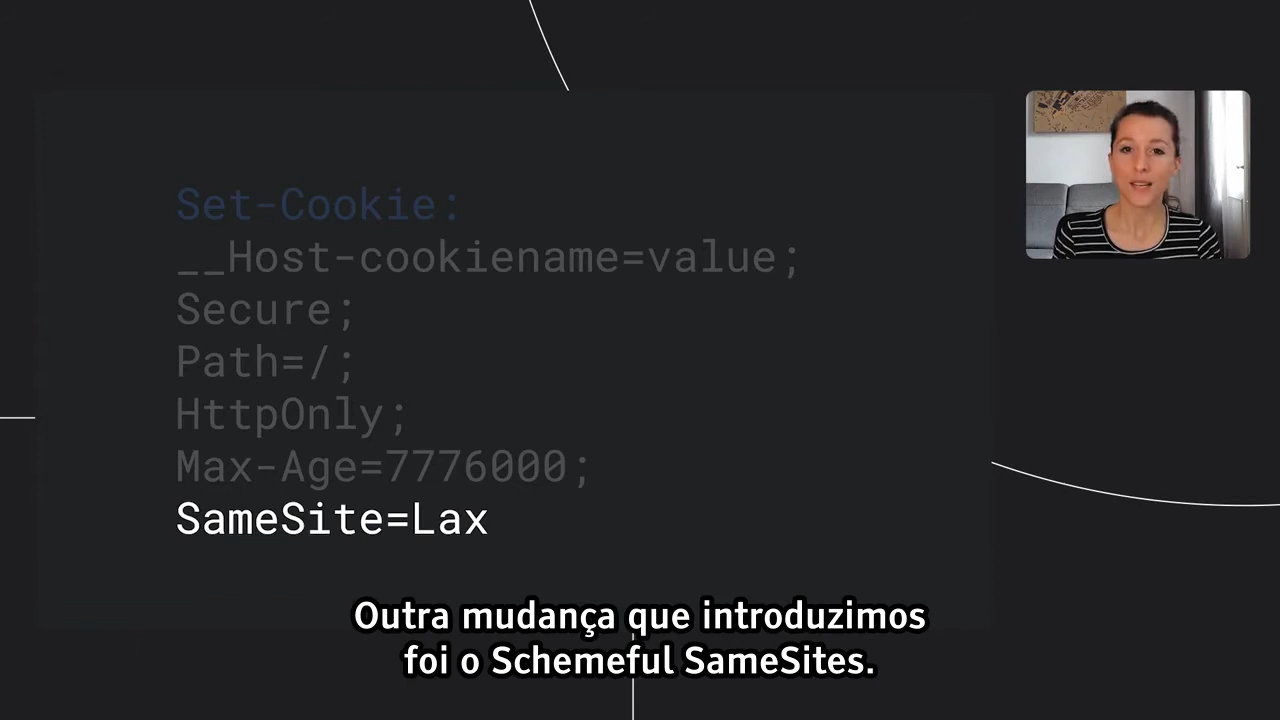 Set-Cookie:
__Host-cookiename=value;
Secure;
Path=/;
HttpOnly;
Max-Age=7776000;
SameSite=Lax
Outra mudança que introduzimos
foi o Schemeful SameSites.